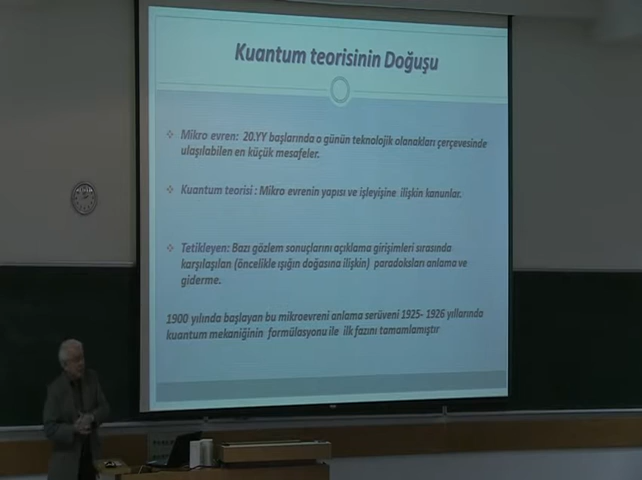 Kuantum teorisinin Doğuşu
Mikro evren: 20.YY başlarında o günün teknolojik olanakları çerçevesinde
ulaşılabilen en küçük mesafeler.
Kuantum teorisi : Mikro evrenin yapısı ve işleyişine ilişkin kanunlar.
Tetikleyen: Bazı gözlem sonuçlarını açıklama girişimleri sırasında
karşılaşılan (öncelikle ışığın doğasına ilişkin) paradoksları anlama ve
giderme.
1900 yılında başlayan bu mikroevreni anlama serüveni 1925- 1926 yıllarında
kuantum mekaniğinin formülasyonu ile ilk fazını tamamlamıştır